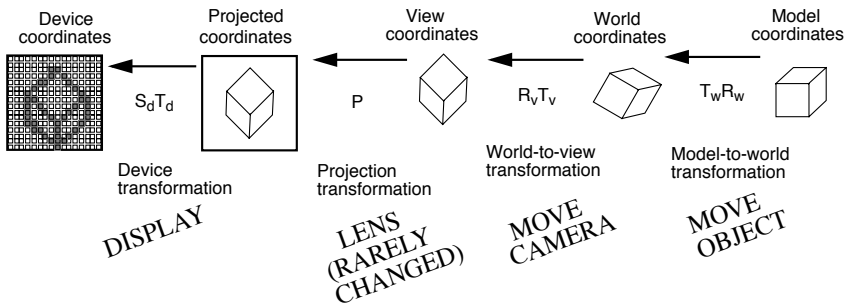 Device
coordinates
Projected
coordinates
View
coordinates
World
coordinates
Model
coordinates
SdTd
P
RvTv
TwRw
Device
transformation
Projection
transformation
World-to-view
transformation
Model-to-world
transformation
DISPLAY
LENS
(RARELY
CHANGED)
MOVE
CAMERA
MOVE
OBJECT